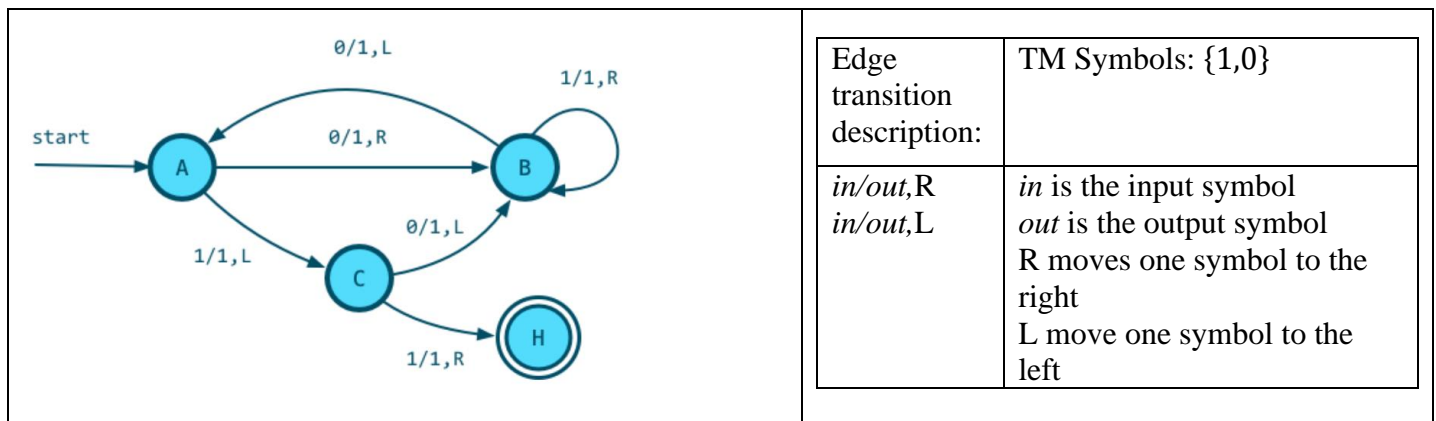 0/1,L
1/1,R
start
0/1,R
A
B
0/1,L
1/1,L
C
H
1/1,R
Edge
transition
description:
TM Symbols: {1,0}
in/out,R
in/out,L
in is the input symbol
out is the output symbol
R moves one symbol to the
right
L move one symbol to the
left